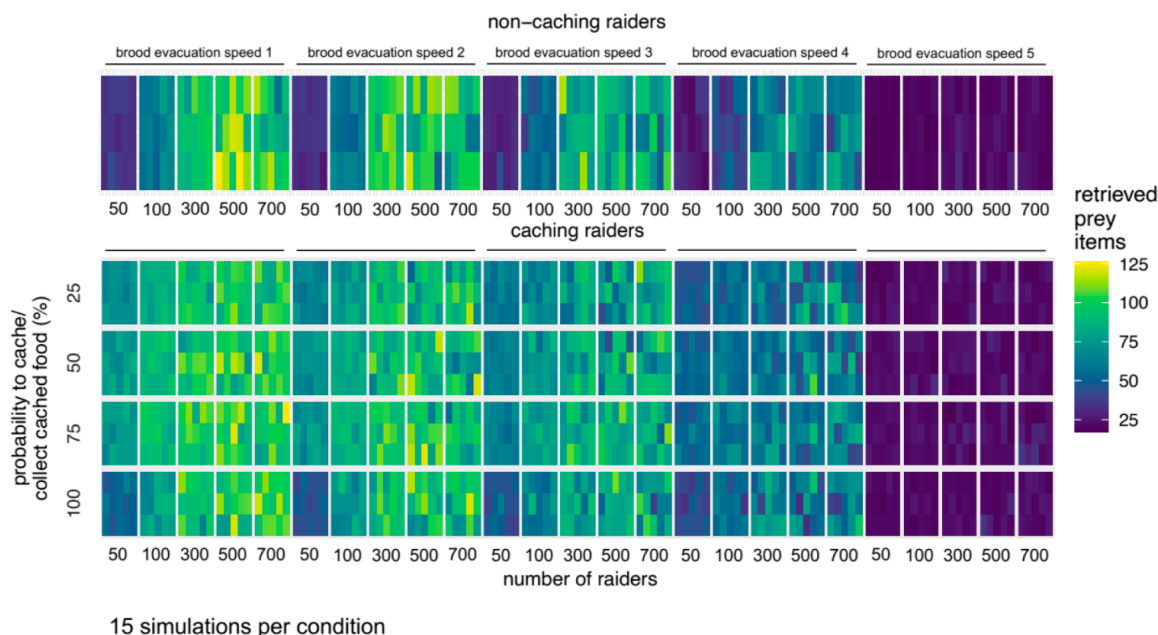 non−caching raiders
brood evacuation speed 1 brood evacuation speed 2 brood evacuation speed 3 brood evacuation speed 4 brood evacuation speed 5
50 100 300 500 700 50 100 300 500 700 50 100 300 500 700 50 100 300 500 700 50 100 300 500 700
caching raiders
probability to cache/
collect cached food (%)
25
50
75
100
50 100 300 500 700 50 100 300 500 700 50 100 300 500 700 50 100 300 500 700 50 100 300 500 700
number of raiders
retrieved
prey
items
125
100
75
50
25
15 simulations per condition